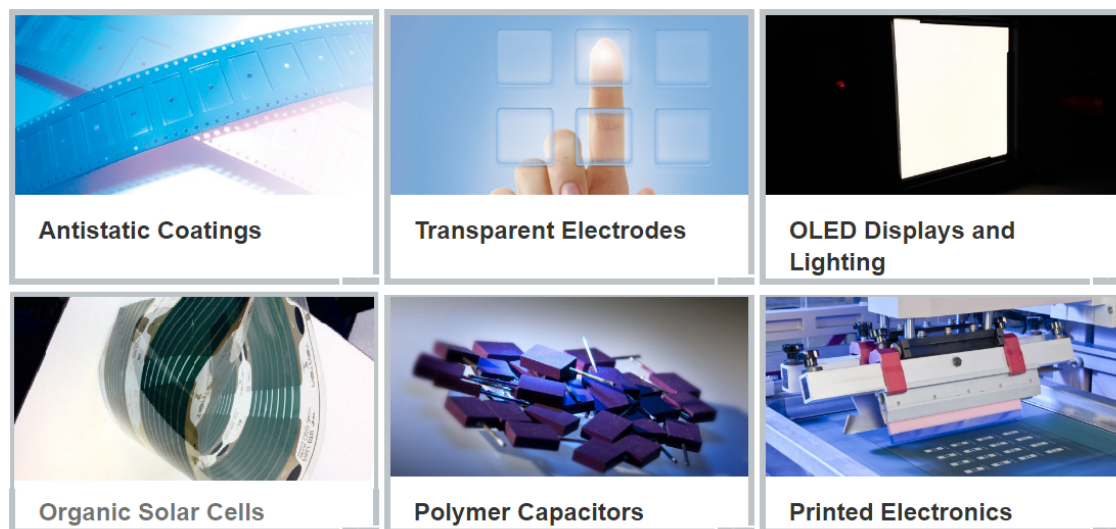 Antistatic Coatings
Transparent Electrodes
OLED Displays and
Lighting
Organic Solar Cells
Polymer Capacitors
Printed Electronics